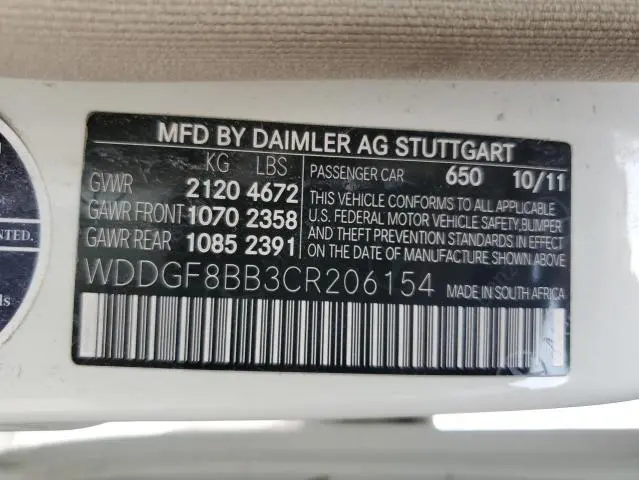 MFD BY DAIMLER AG STUTTGART
KG LBS
GVWR 2120 4672
GAWR FRONT 1070 2358
GAWR REAR 1085 2391
PASSENGER CAR 650 10/11
THIS VEHICLE CONFORMS TO ALL APPLICABLE
U.S. FEDERAL MOTOR VEHICLE SAFETY, BUMPER
AND THEFT PREVENTION STANDARDS IN
EFFECT ON THE DATE OF MANUFACTURE SHOWN
ABOVE.
WDDGF8BB3CR206154 MADE IN SOUTH AFRICA